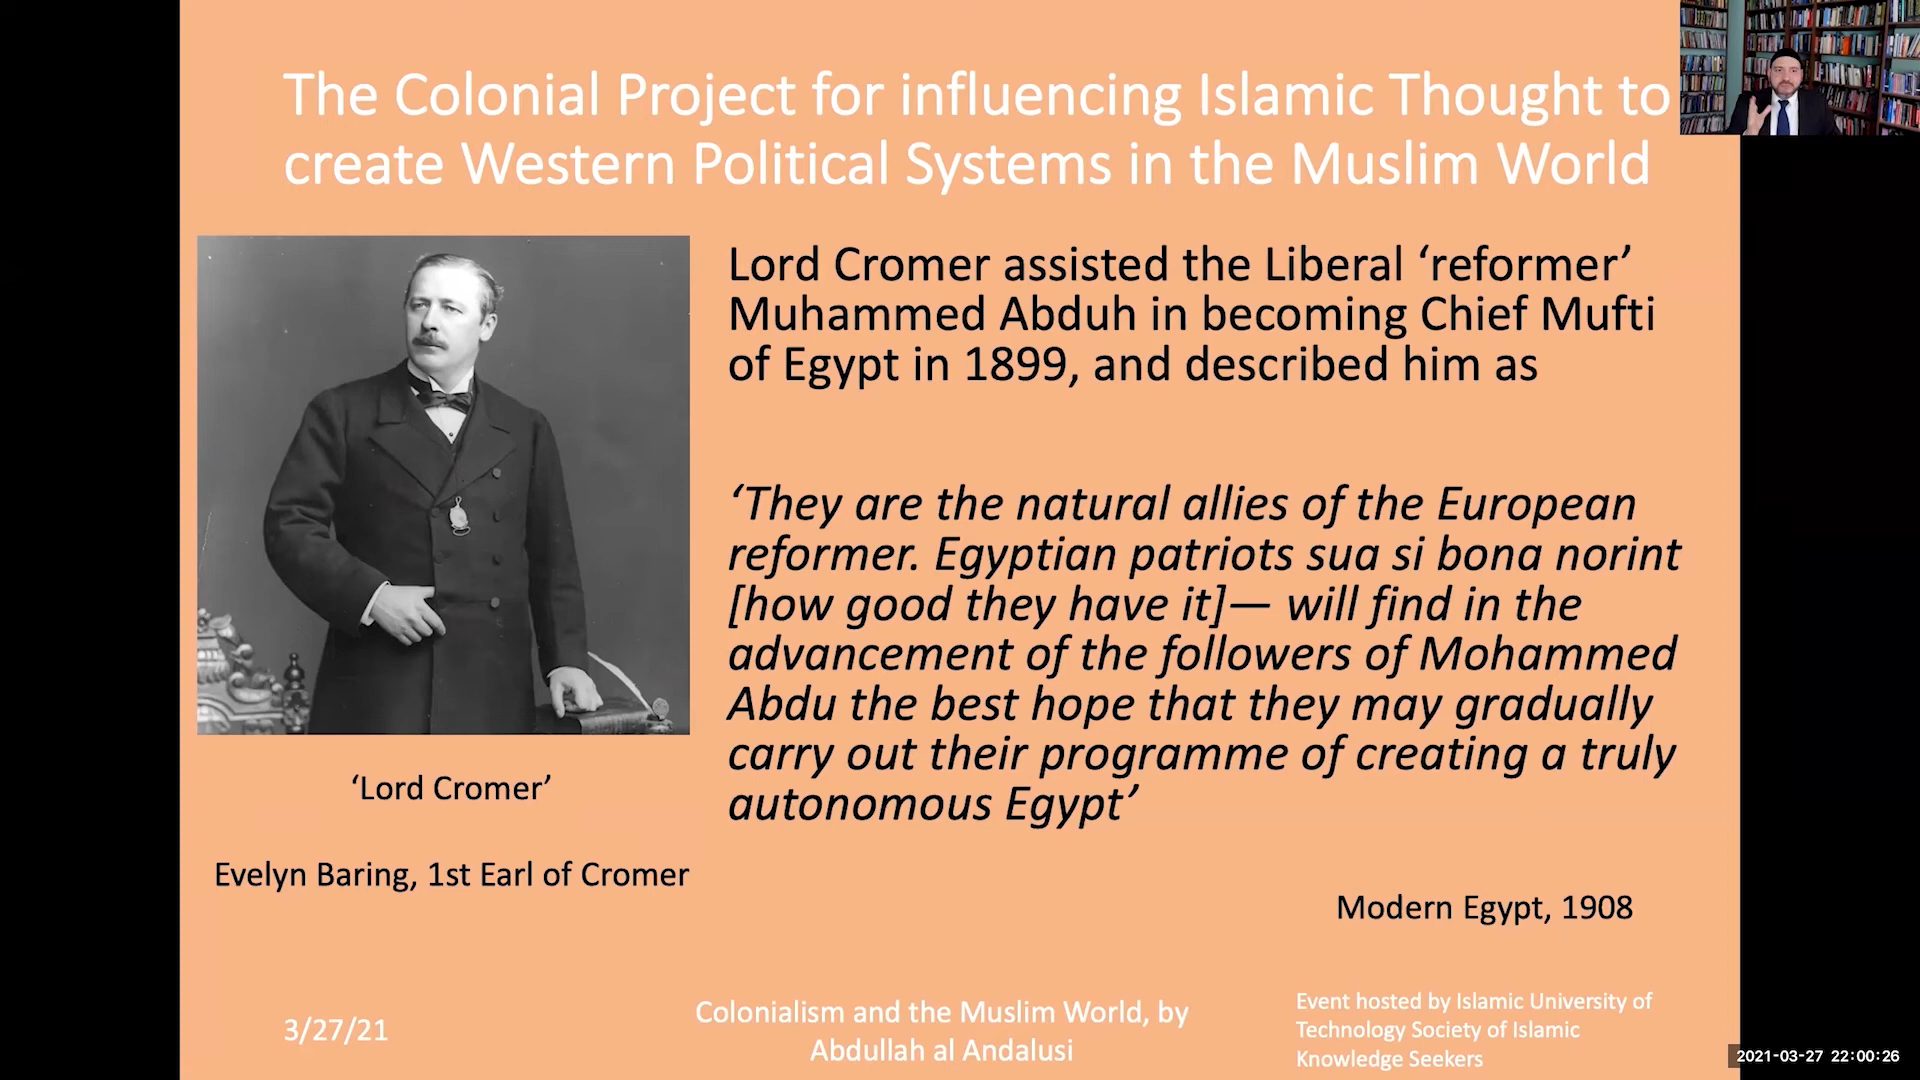 The Colonial Project for influencing Islamic Thought to
create Western Political Systems in the Muslim World
Lord Cromer assisted the Liberal ‘reformer’
Muhammed Abduh in becoming Chief Mufti
of Egypt in 1899, and described him as
‘They are the natural allies of the European
reformer. Egyptian patriots sua si bona norint
[how good they have it]— will find in the
advancement of the followers of Mohammed
Abdu the best hope that they may gradually
carry out their programme of creating a truly
autonomous Egypt’
‘Lord Cromer’
Evelyn Baring, 1st Earl of Cromer
Modern Egypt, 1908
3/27/21
Colonialism and the Muslim World, by
Abdullah al Andalusi
Event hosted by Islamic University of
Technology Society of Islamic
Knowledge Seekers
2021-03-27 22:00:26